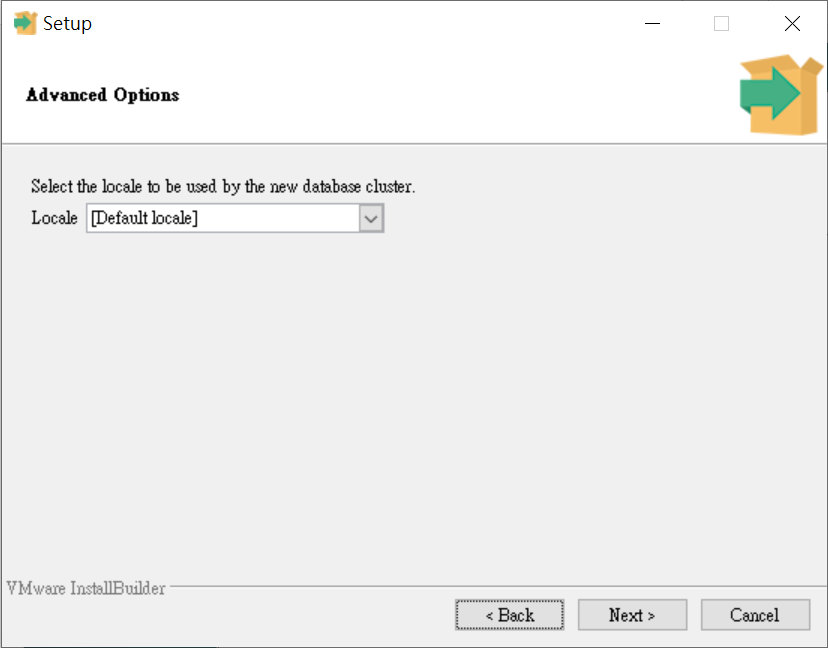 Setup
Advanced Options
Select the locale to be used by the new database cluster.
Locale [Default locale]
VMware InstallBuilder
< Back Next > Cancel